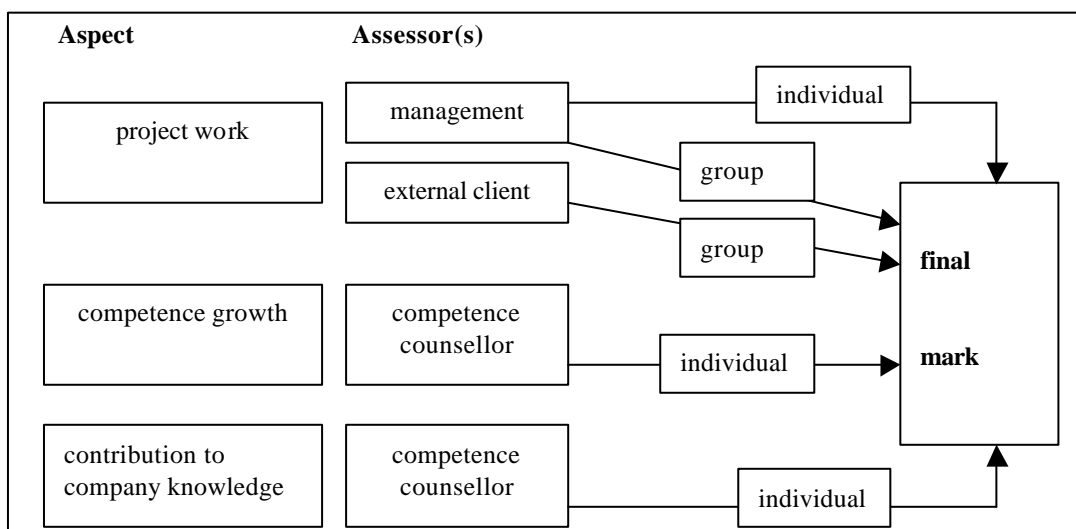 Aspect
Assessor(s)
project work
management
individual
group
external client
group
final
mark
competence growth
competence
counsellor
individual
contribution to
company knowledge
competence
counsellor
individual